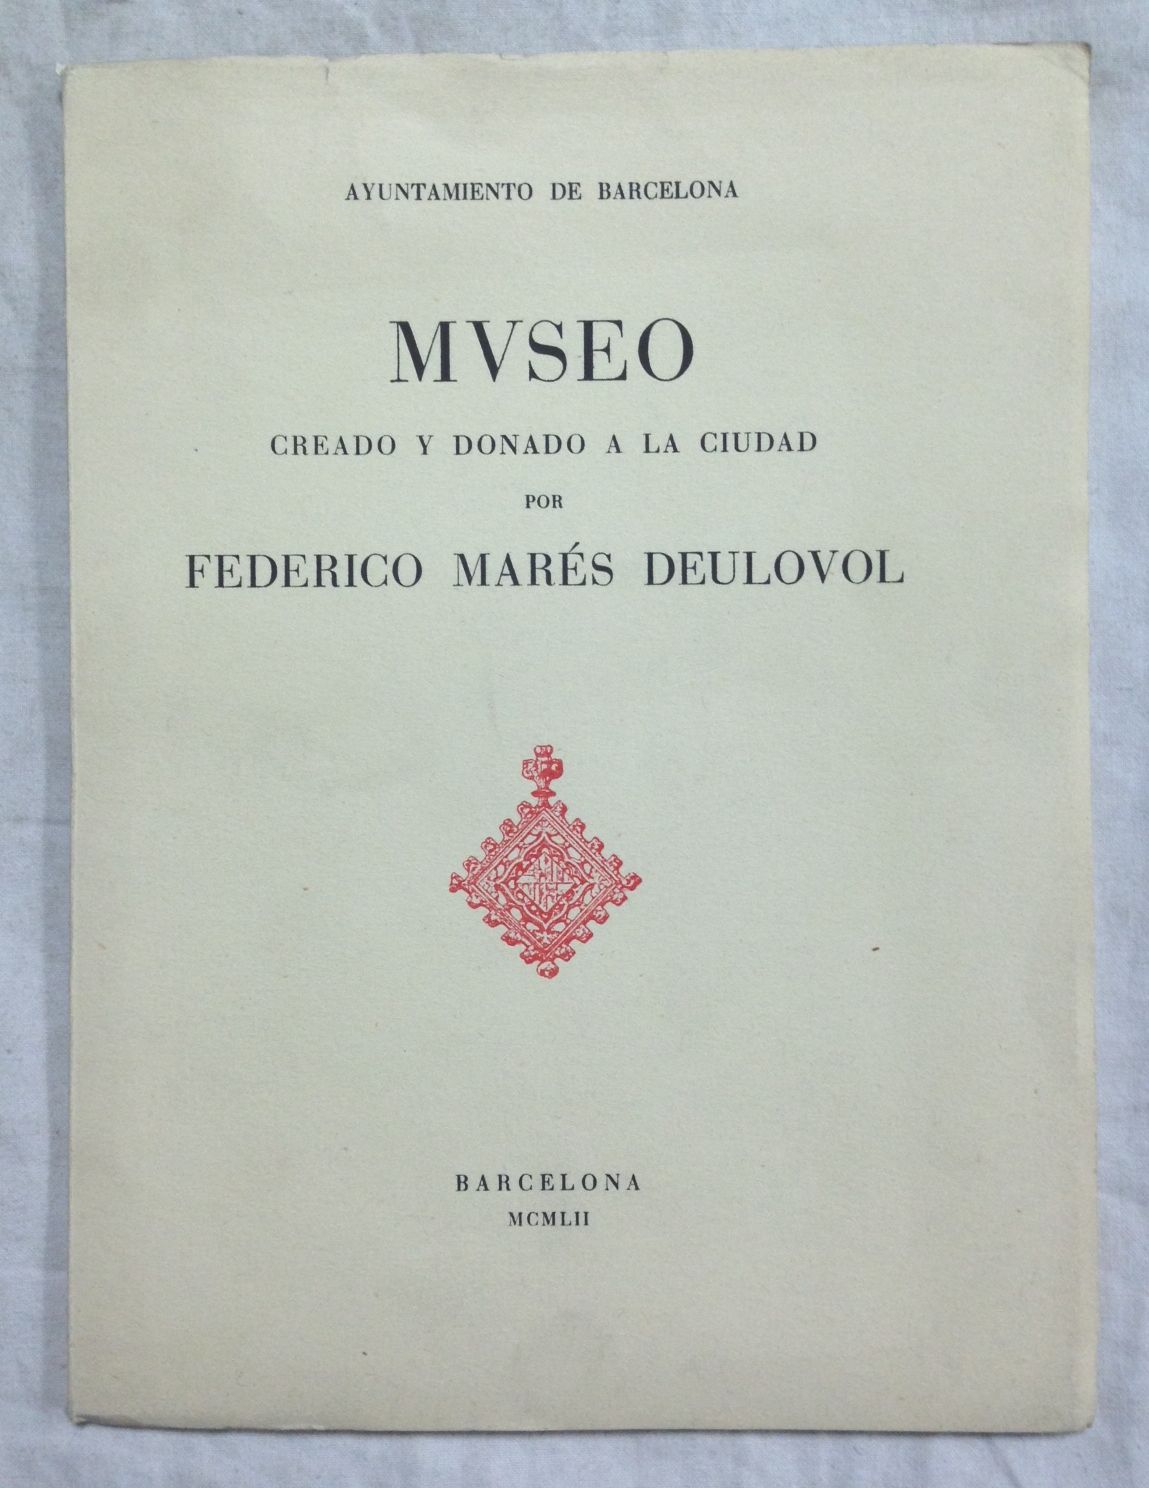 AYUNTAMIENTO DE BARCELONA
MVSEO
CREADO Y DONADO A LA CIUDAD
POR
FEDERICO MARÉS DEULOVOL
BARCELONA
MCMLII